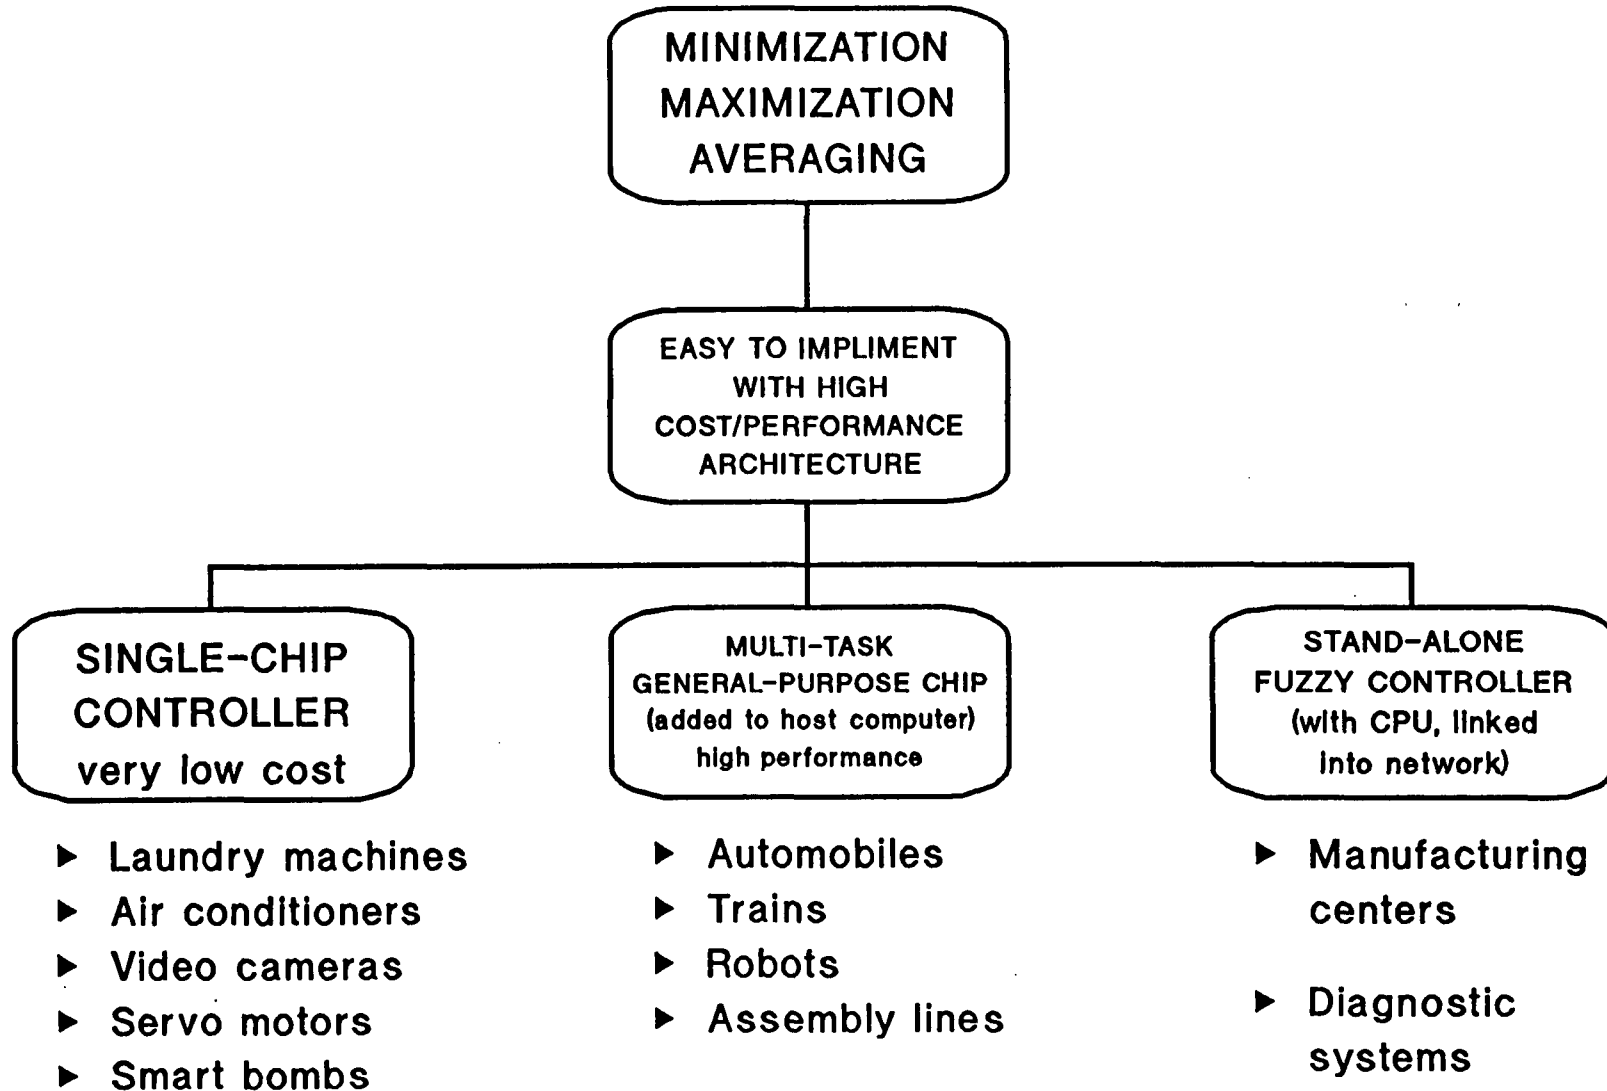 MINIMIZATION
MAXIMIZATION
AVERAGING
EASY TO IMPLIMENT
WITH HIGH
COST/PERFORMANCE
ARCHITECTURE
SINGLE-CHIP
CONTROLLER
very low cost
MULTI-TASK
GENERAL-PURPOSE CHIP
(added to host computer)
high performance
STAND-ALONE
FUZZY CONTROLLER
(with CPU, linked
into network)
► Laundry machines
► Air conditioners
► Video cameras
► Servo motors
► Smart bombs
► Automobiles
► Trains
► Robots
► Assembly lines
► Manufacturing
centers
► Diagnostic
systems